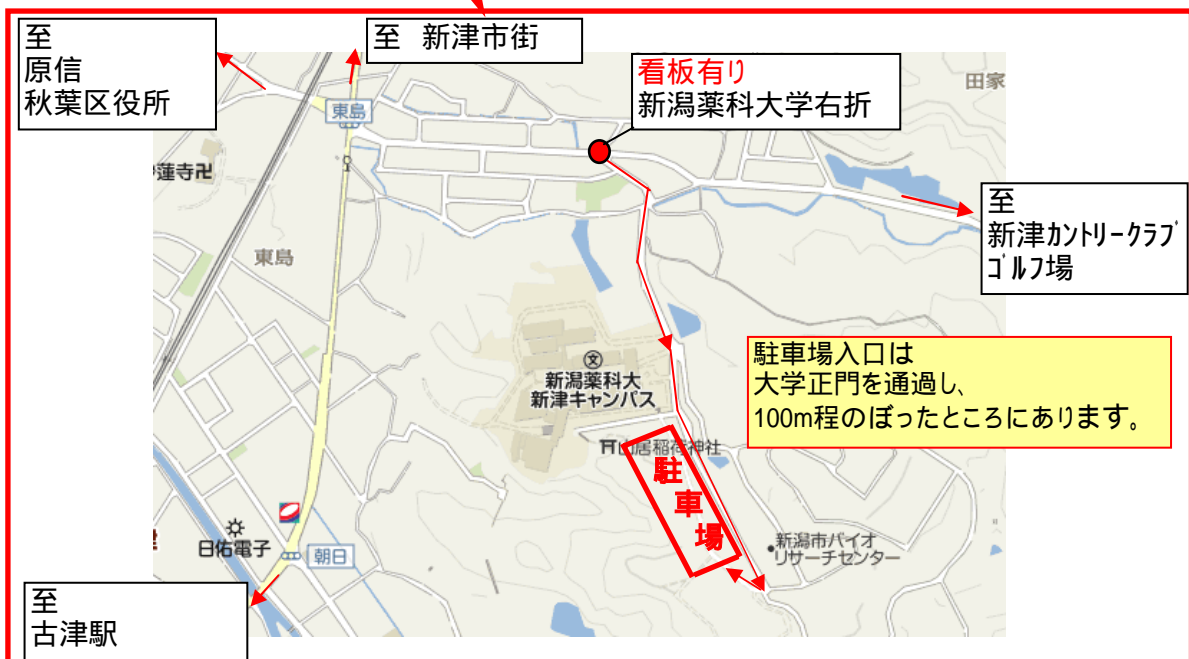 至
原信
秋葉区役所
至 新津市街
看板有り
新潟薬科大学右折
田家
東島
蓮寺卍
至
新津カントリークラブ
ゴルフ場
東島
駐車場入口は
大学正門を通過し、
100m程のぼったところにあります。
文
新潟薬科大
新津キャンパス
山居稲荷神社
駐車場
新潟市バイオ
リサーチセンター
日佑電子
朝日
至
古津駅